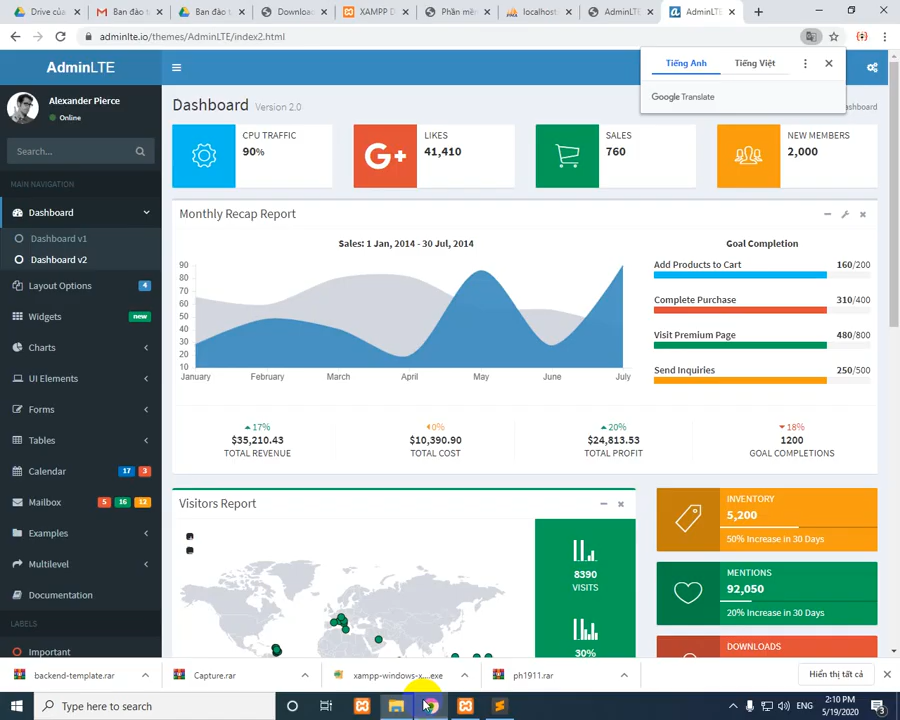 Drive của
Ban đào t
Ban đào t
Download
XAMPP D
Phần mềm
localhost
AdminLTE
AdminLTE
adminlte.io/themes/AdminLTE/index2.html
AdminLTE
Tiếng Anh
Tiếng Việt
Google Translate
Alexander Pierce
Online
Search...
MAIN NAVIGATION
Dashboard
Dashboard v1
Dashboard v2
Layout Options
4
Widgets
new
Charts
UI Elements
Forms
Tables
Calendar
17
3
Mailbox
5
16
12
Examples
Multilevel
Documentation
LABELS
Important
Dashboard Version 2.0
Dashboard
CPU TRAFFIC
90%
LIKES
41,410
SALES
760
NEW MEMBERS
2,000
Monthly Recap Report
Sales: 1 Jan, 2014 - 30 Jul, 2014
90
80
70
60
50
40
30
20
10
January
February
March
April
May
June
July
Goal Completion
Add Products to Cart
160/200
Complete Purchase
310/400
Visit Premium Page
480/800
Send Inquiries
250/500
17%
$35,210.43
TOTAL REVENUE
0%
$10,390.90
TOTAL COST
20%
$24,813.53
TOTAL PROFIT
18%
1200
GOAL COMPLETIONS
Visitors Report
8390
VISITS
30%
INVENTORY
5,200
50% Increase in 30 Days
MENTIONS
92,050
20% Increase in 30 Days
DOWNLOADS
backend-template.rar
Capture.rar
xampp-windows-x....exe
ph1911.rar
Hiển thị tất cả
Type here to search
ENG
2:10 PM
5/19/2020
3